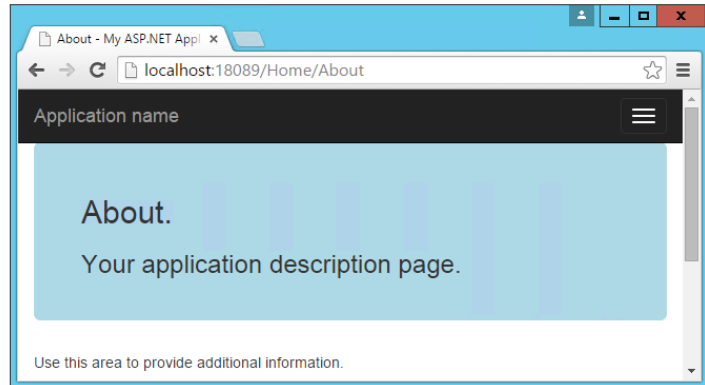 About - My ASP.NET Appl
localhost:18089/Home/About
Application name
About.
Your application description page.
Use this area to provide additional information.